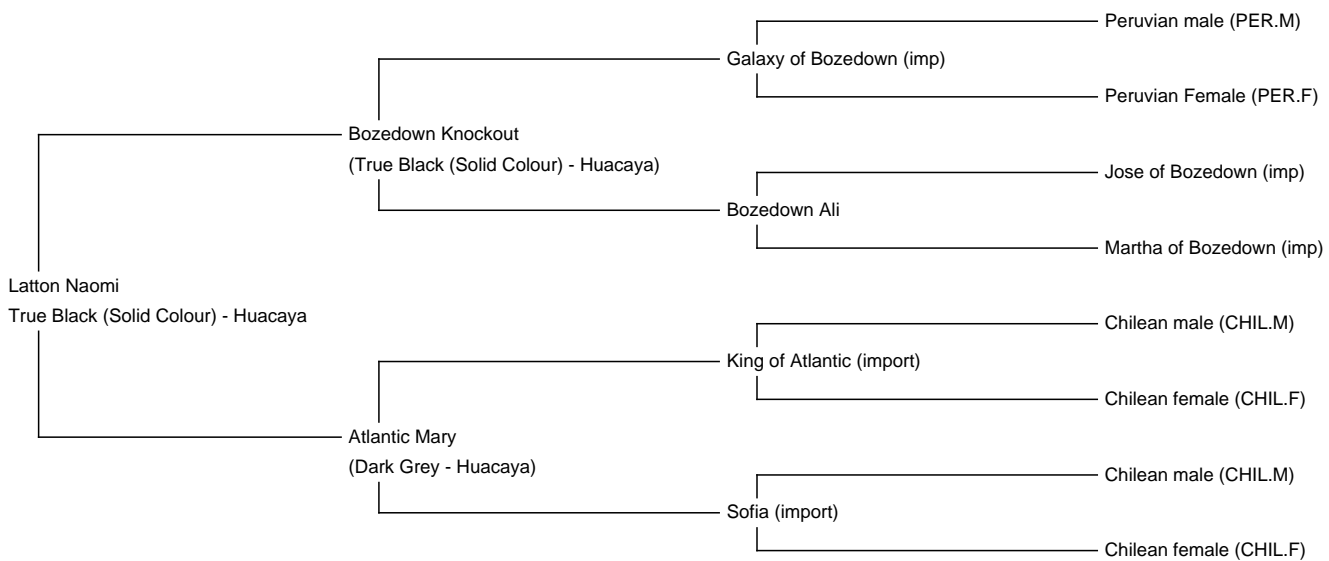 Peruvian male (PER.M)
Galaxy of Bozedown (imp)
Peruvian Female (PER.F)
Bozedown Knockout
(True Black (Solid Colour) - Huacaya)
Jose of Bozedown (imp)
Bozedown Ali
Martha of Bozedown (imp)
Latton Naomi
True Black (Solid Colour) - Huacaya
Chilean male (CHIL.M)
King of Atlantic (import)
Chilean female (CHIL.F)
Atlantic Mary
(Dark Grey - Huacaya)
Chilean male (CHIL.M)
Sofia (import)
Chilean female (CHIL.F)